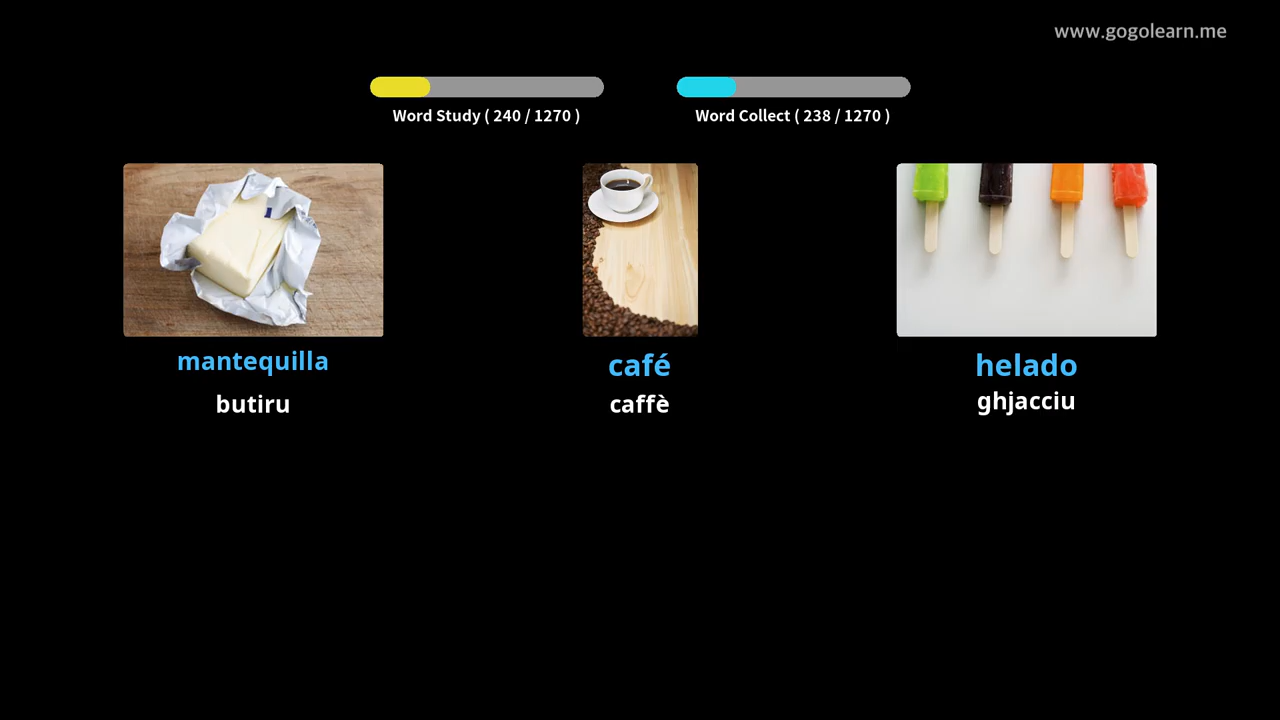 www.gogolearn.me
Word Study ( 240 / 1270 )
Word Collect ( 238 / 1270 )
mantequilla
butiru
café
caffè
helado
ghjacciu